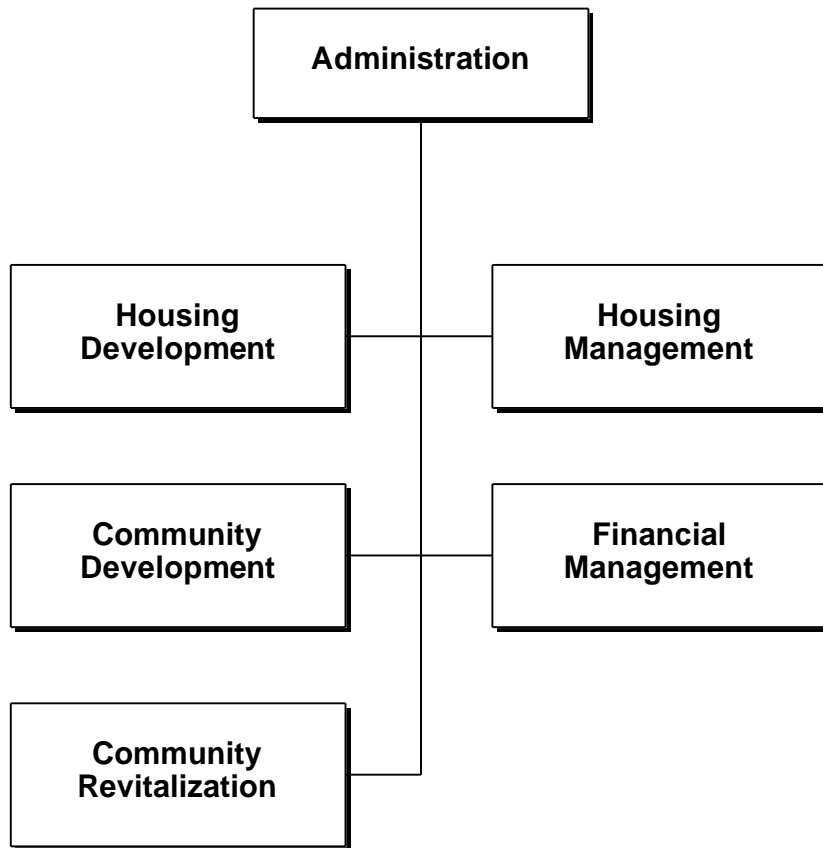 Administration
Housing
Development
Housing
Management
Community
Development
Financial
Management
Community
Revitalization